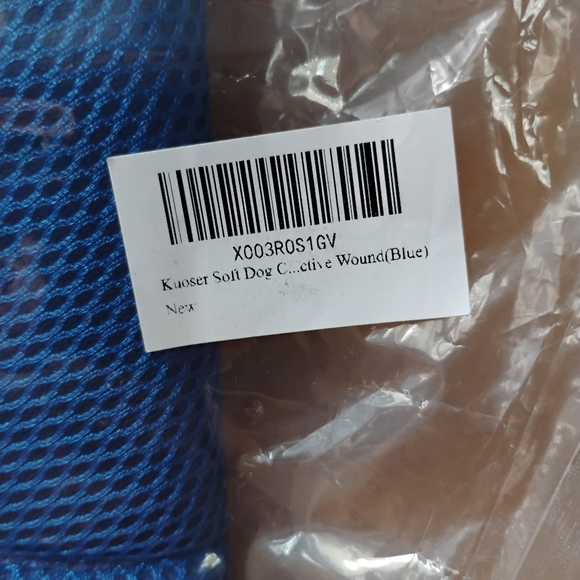 X003R0S1GV
Kuoser Soft Dog C...ctive Wound(Blue)
New